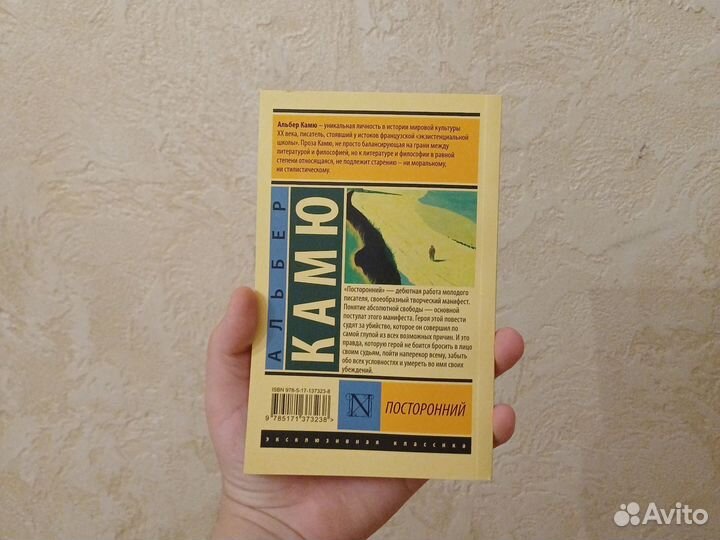 Альбер Камю – уникальная личность в истории мировой культуры
XX века, писатель, стоявший у истоков французской «экзистенциальной
школы». Проза Камю, не просто балансирующая на грани между
литературой и философией, но к литературе и философии в равной
степени относящаяся, не подлежит старению – ни моральному,
ни стилистическому.
АЛЬБЕР
КАМЮ
«Посторонний» — дебютная работа молодого
писателя, своеобразный творческий манифест.
Понятие абсолютной свободы — основной
постулат этого манифеста. Героя этой повести
судят за убийство, которое он совершил по
самой глупой из всех возможных причин. И это
правда, которую герой не боится бросить в лицо
своим судьям, пойти наперекор всему, забыть
обо всех условностях и умереть во имя своих
убеждений.
ISBN 978-5-17-137323-8
9 785171 373238 >
N
ПОСТОРОННИЙ
эксклюзивная классика
Avito